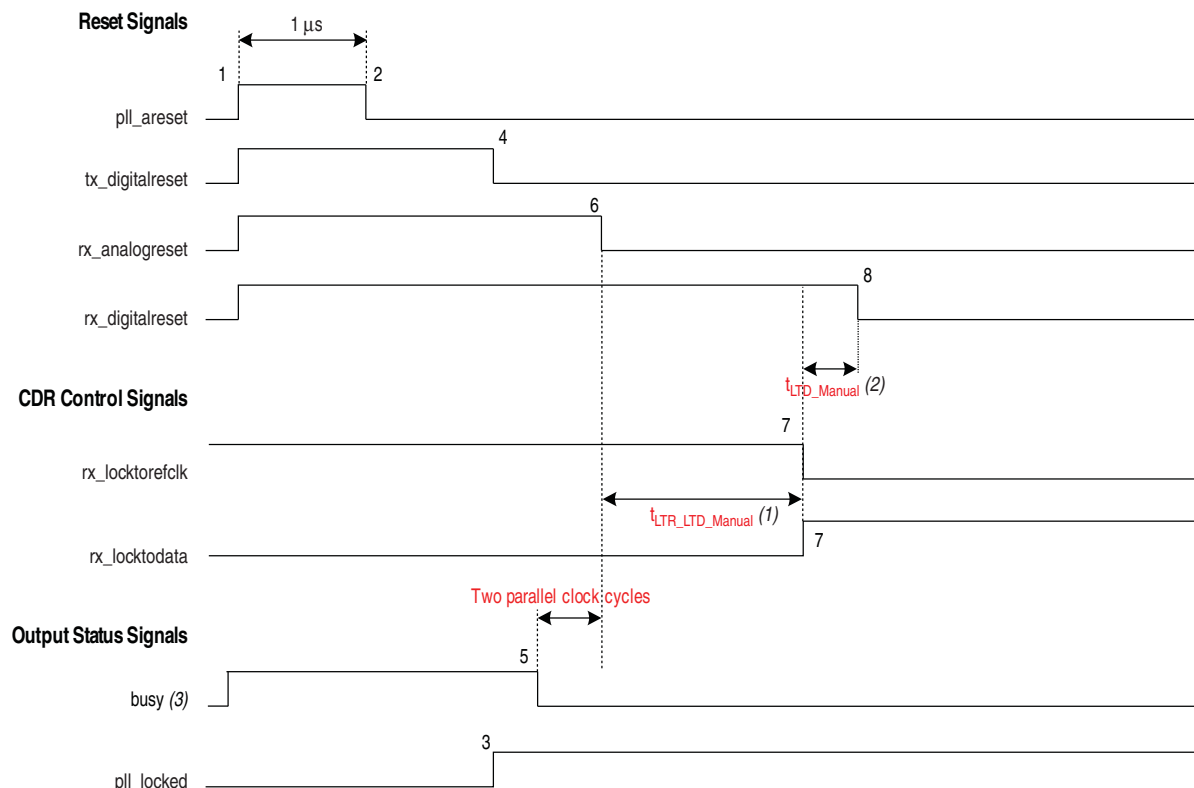 Reset Signals
1 μs
1
2
pll_areset
4
tx_digitalreset
6
rx_analogreset
8
rx_digitalreset
tLTD_Manual (2)
CDR Control Signals
7
rx_locktorefclk
tLTR_LTD_Manual (1)
7
rx_locktodata
Two parallel clock cycles
Output Status Signals
5
busy (3)
3
pll_locked